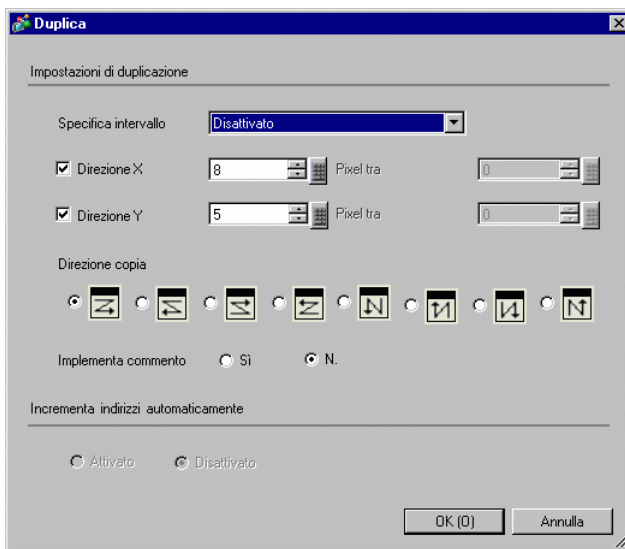 Duplica
Impostazioni di duplicazione
Specifica intervallo Disattivato
Direzione X 8 Pixel tra 0
Direzione Y 5 Pixel tra 0
Direzione copia
Implementa commento Sì N.
Incrementa indirizzi automaticamente
Attivato Disattivato
OK (O) Annulla